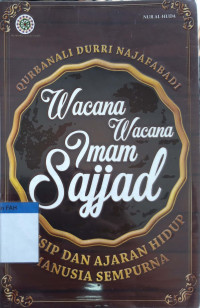 NUR AL-HUDA
QURBANALI DURRI NAJAFABADI
Wacana
Wacana
Imam
Sajjad
SIP DAN AJARAN HIDUP
MANUSIA SEMPURNA